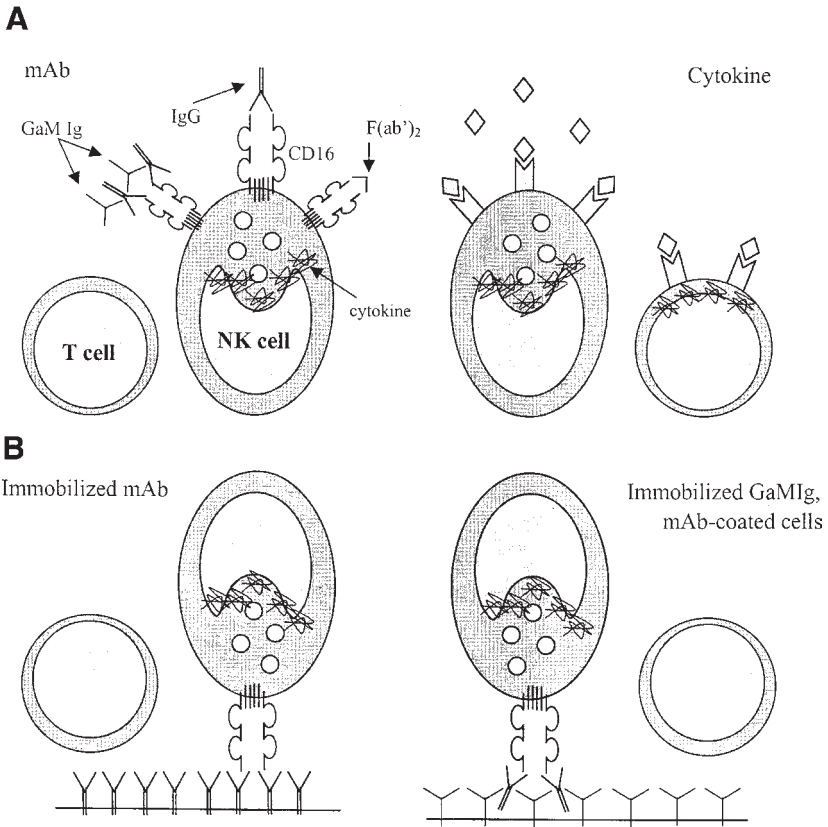 A
mAb
Cytokine
IgG
GaM Ig
F(ab')₂
CD16
cytokine
T cell
NK cell
B
Immobilized mAb
Immobilized GaMIg,
mAb-coated cells